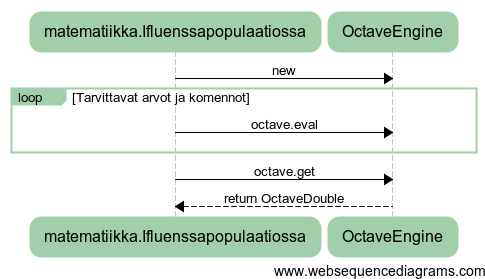 matematiikka.Ifluenssapopulaatiossa OctaveEngine
new
loop [Tarvittavat arvot ja komennot]
octave.eval
octave.get
return OctaveDouble
matematiikka.Ifluenssapopulaatiossa OctaveEngine
www.websequencediagrams.com